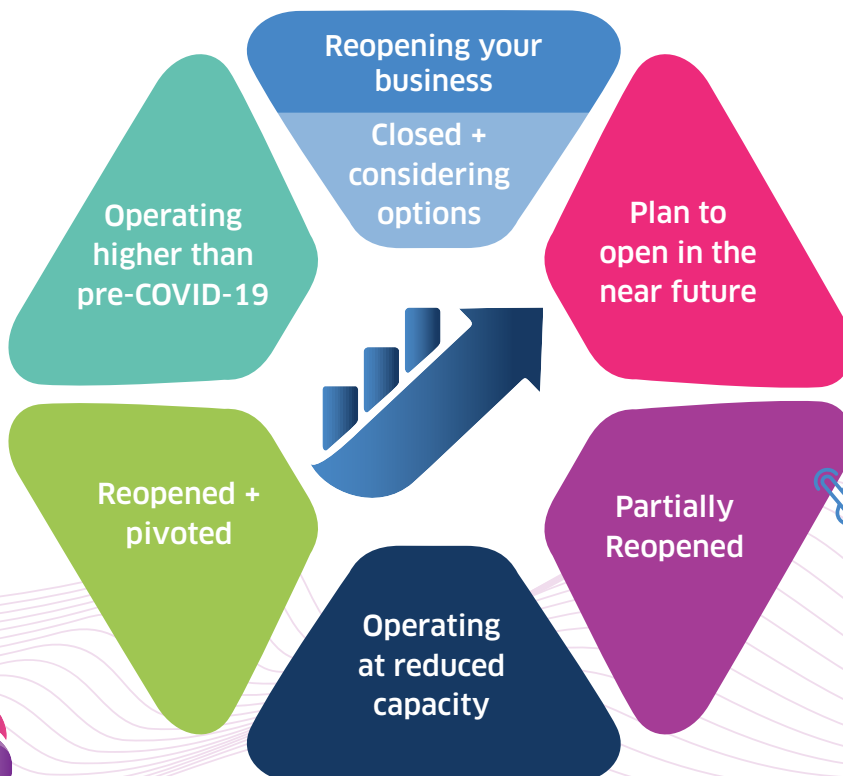 Reopening your
business
Closed +
considering
options
Plan to
open in the
near future
Partially
Reopened
Operating
at reduced
capacity
Reopened +
pivoted
Operating
higher than
pre-COVID-19